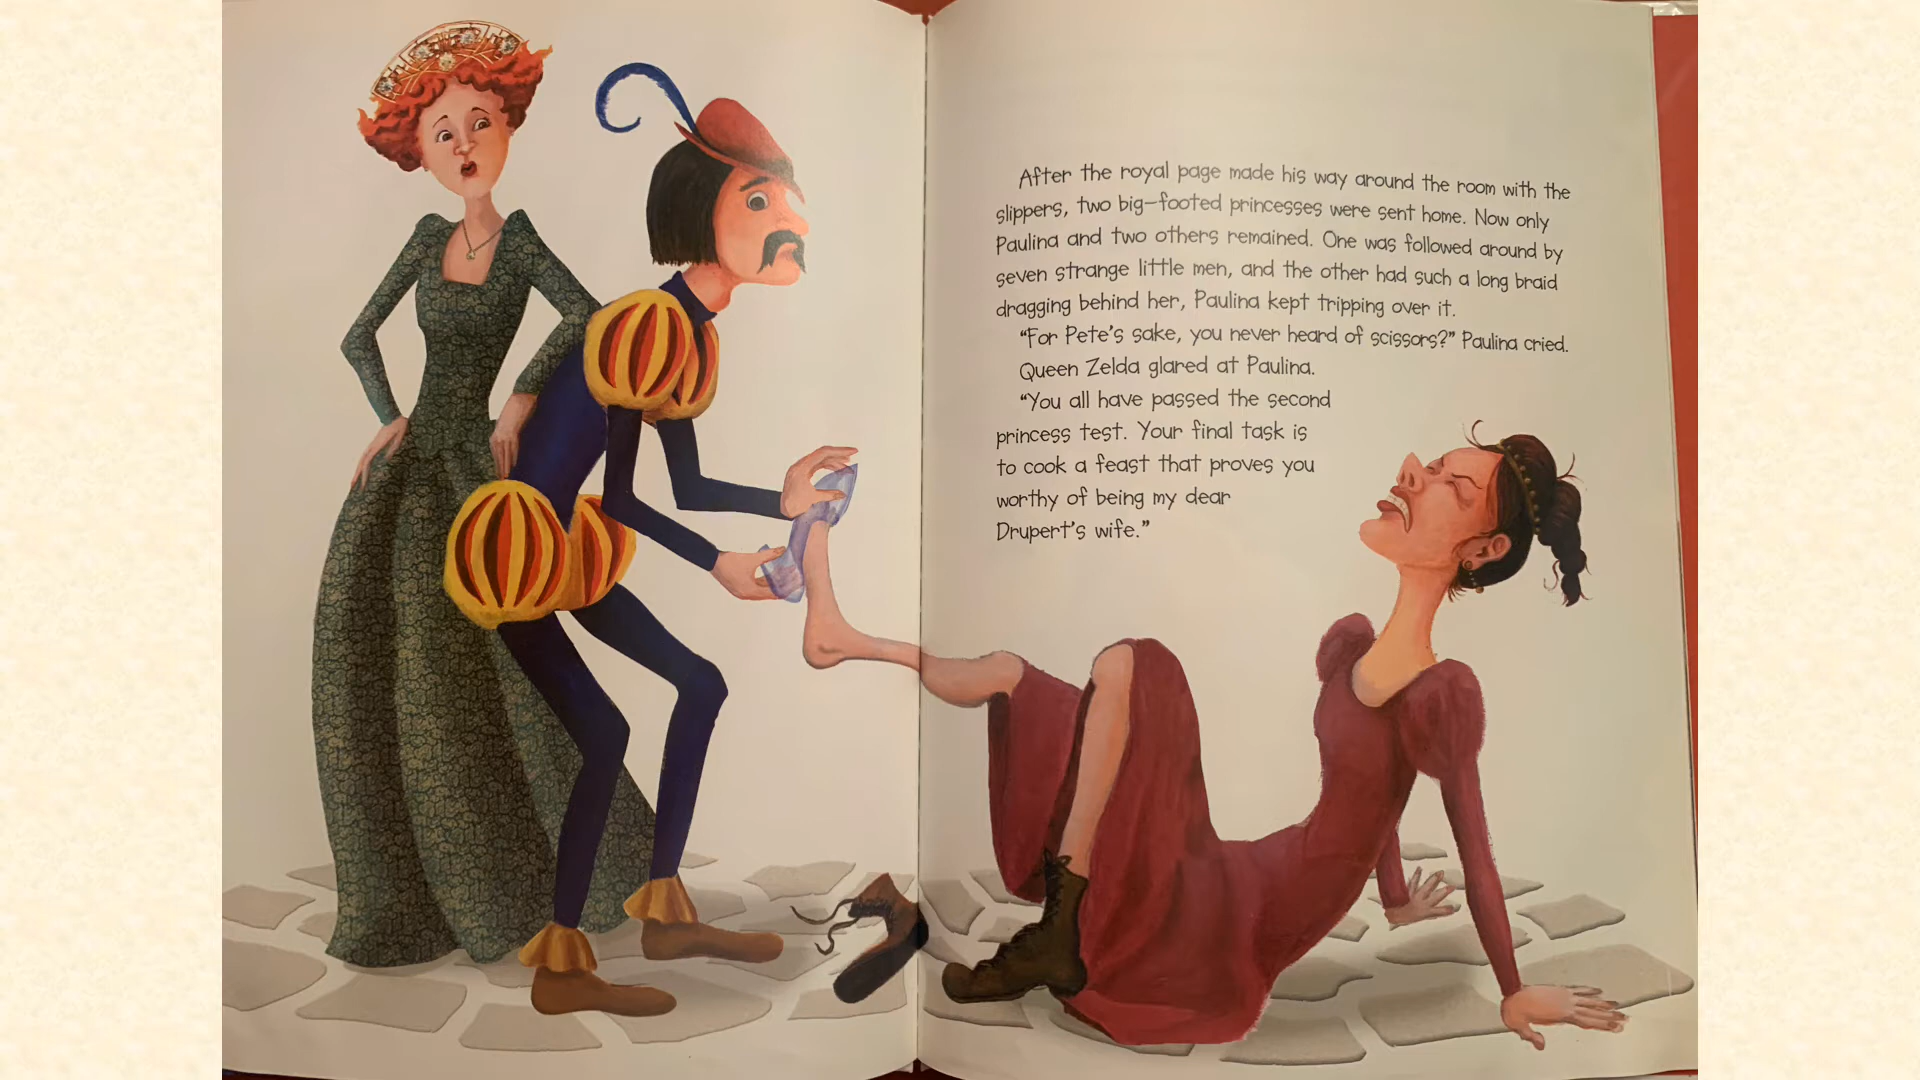 After the royal page made his way around the room with the
slippers, two big-footed princesses were sent home. Now only
Paulina and two others remained. One was followed around by
seven strange little men, and the other had such a long braid
dragging behind her, Paulina kept tripping over it.
“For Pete’s sake, you never heard of scissors?” Paulina cried.
Queen Zelda glared at Paulina.
“You all have passed the second
princess test. Your final task is
to cook a feast that proves you
worthy of being my dear
Drupert’s wife.”